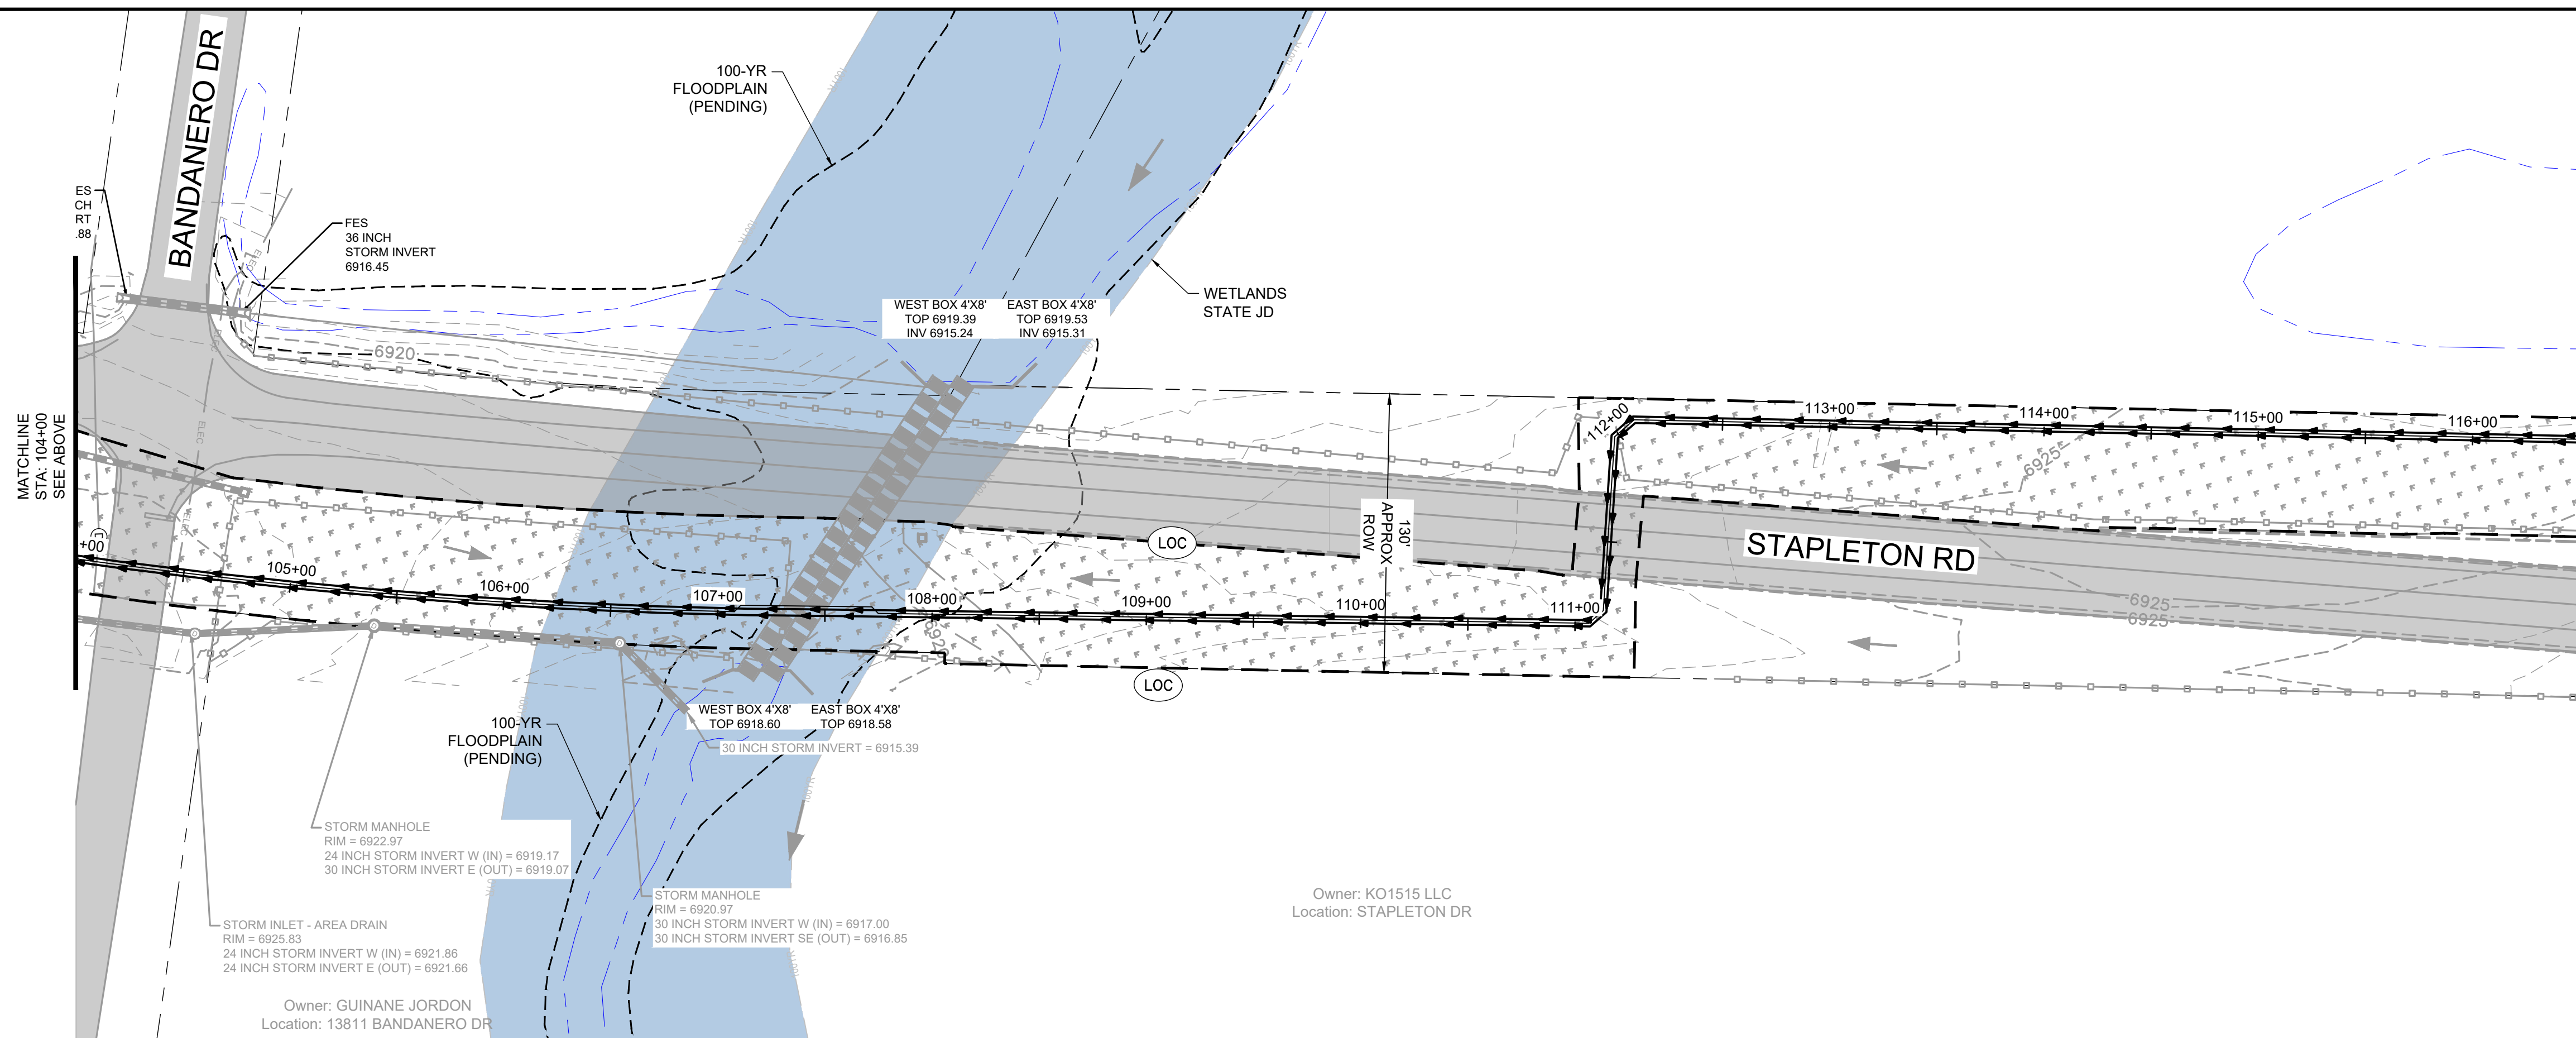 BANDANERO DR
100-YR
FLOODPLAIN
(PENDING)
ES
CH
RT
.88
FES
36 INCH
STORM INVERT
6916.45
WETLANDS
STATE JD
WEST BOX 4'X8'
TOP 6919.39
INV 6915.24
EAST BOX 4'X8'
TOP 6919.53
INV 6915.31
ELEC
6920
MATCHLINE
STA: 104+00
SEE ABOVE
ELEC
ELEC
+00
105+00
106+00
107+00
108+00
109+00
110+00
111+00
112+00
113+00
114+00
115+00
116+00
6925
LOC
130'
APPROX
ROW
STAPLETON RD
6925
6925
LOC
WEST BOX 4'X8'
TOP 6918.60
EAST BOX 4'X8'
TOP 6918.58
30 INCH STORM INVERT = 6915.39
100-YR
FLOODPLAIN
(PENDING)
STORM MANHOLE
RIM = 6922.97
24 INCH STORM INVERT W (IN) = 6919.17
30 INCH STORM INVERT E (OUT) = 6919.07
STORM MANHOLE
RIM = 6920.97
30 INCH STORM INVERT W (IN) = 6917.00
30 INCH STORM INVERT SE (OUT) = 6916.85
STORM INLET - AREA DRAIN
RIM = 6925.83
24 INCH STORM INVERT W (IN) = 6921.86
24 INCH STORM INVERT E (OUT) = 6921.66
Owner: KO1515 LLC
Location: STAPLETON DR
Owner: GUINANE JORDON
Location: 13811 BANDANERO DR